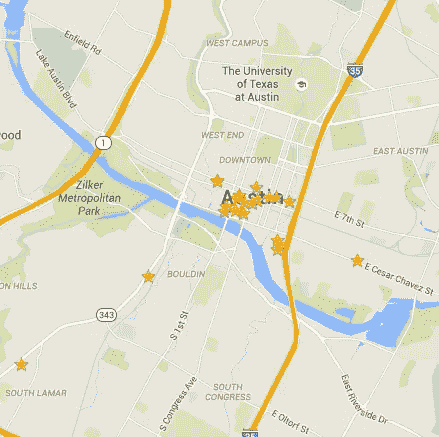 Enfield Rd
WEST CAMPUS
35
Lake Austin Blvd
The University
of Texas
at Austin
WEST END
1
EAST AUSTIN
DOWNTOWN
Zilker
Metropolitan
Park
Austin
E 7th St
E Cesar Chavez St
BOULDIN
ON HILLS
343
S 1st St
SOUTH LAMAR
S Congress Ave
SOUTH
CONGRESS
East Riverside Dr
E Oltorf St
35
wood